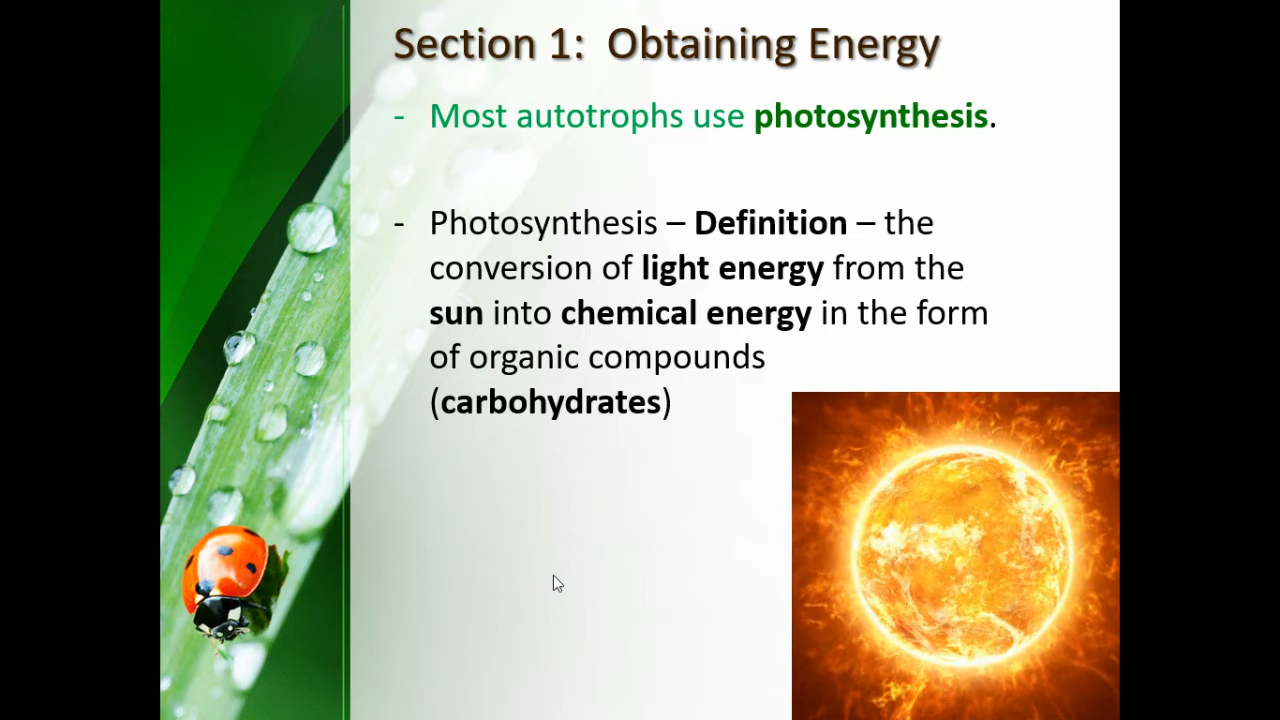 Section 1:  Obtaining Energy
- Most autotrophs use photosynthesis.
- Photosynthesis – Definition – the
conversion of light energy from the
sun into chemical energy in the form
of organic compounds
(carbohydrates)